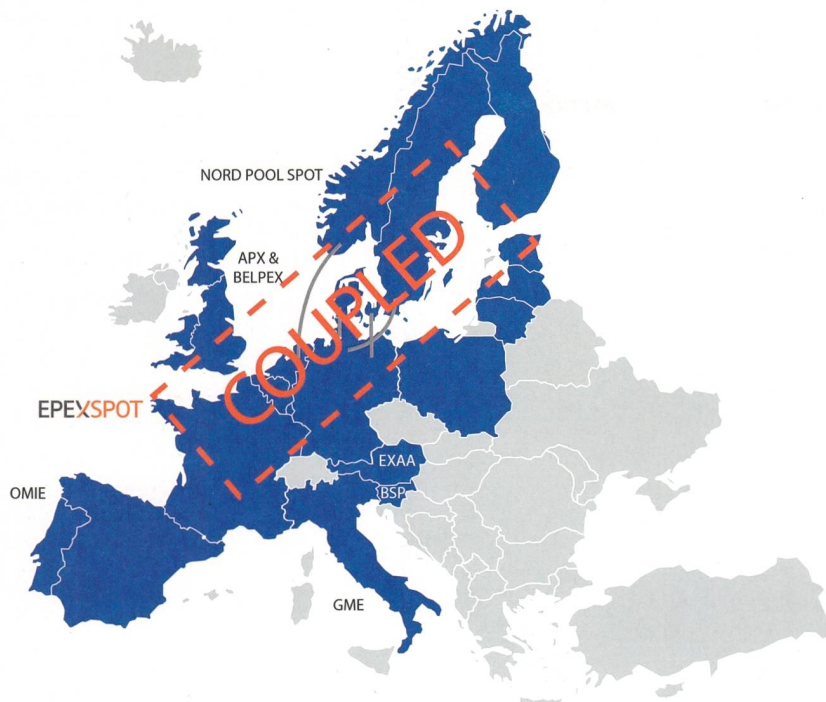 NORD POOL SPOT
APX &
BELPEX
COUPLED
EPEXSPOT
EXAA
OMIE
BSP
GME